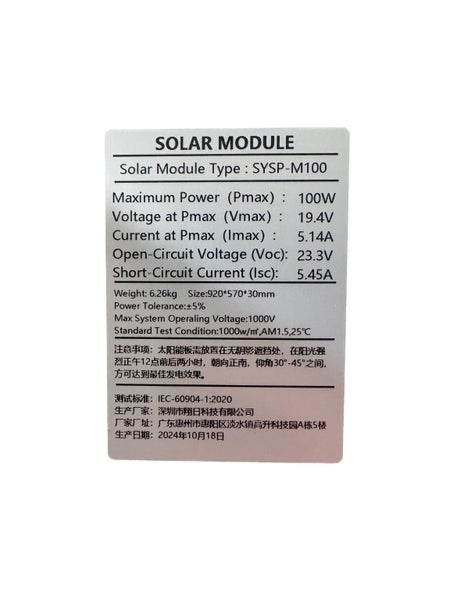 SOLAR MODULE
Solar Module Type : SYSP-M100
Maximum Power (Pmax) : 100W
Voltage at Pmax (Vmax) : 19.4V
Current at Pmax (Imax) : 5.14A
Open-Circuit Voltage (Voc): 23.3V
Short-Circuit Current (Isc): 5.45A
Weight: 6.26kg Size:920*570*30mm
Power Tolerance:±5%
Max System Operaling Voltage:1000V
Standard Test Condition:1000w/㎡,AM1.5,25℃
注意事项：太阳能板需放置在无阴影遮挡处，在阳光强
烈正午12点前后两小时，朝向正南，仰角30°-45°之间，
方可达到最佳发电效果。
测试标准：IEC-60904-1:2020
生产厂家：深圳市翔日科技有限公司
厂家厂址：广东惠州市惠阳区淡水镇高升科技园A栋5楼
生产日期：2024年10月18日